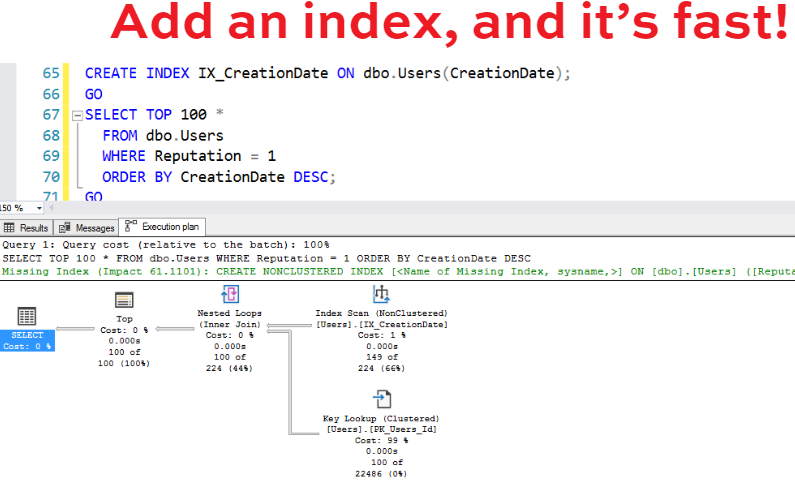 Add an index, and it's fast!
65 CREATE INDEX IX_CreationDate ON dbo.Users(CreationDate);
66 GO
67 SELECT TOP 100 *
68 FROM dbo.Users
69 WHERE Reputation = 1
70 ORDER BY CreationDate DESC;
71 GO
150 %
Results Messages Execution plan
Query 1: Query cost (relative to the batch): 100%
SELECT TOP 100 * FROM dbo.Users WHERE Reputation = 1 ORDER BY CreationDate DESC
Missing Index (Impact 61.1101): CREATE NONCLUSTERED INDEX [<Name of Missing Index, sysname,>] ON [dbo].[Users] ([Reputa
SELECT
Cost: 0 %
Top
Cost: 0 %
0.000s
100 of
100 (100%)
Nested Loops
(Inner Join)
Cost: 0 %
0.000s
100 of
224 (44%)
Index Scan (NonClustered)
[Users].[IX_CreationDate]
Cost: 1 %
0.000s
149 of
224 (66%)
Key Lookup (Clustered)
[Users].[PK_Users_Id]
Cost: 99 %
0.000s
100 of
22486 (0%)